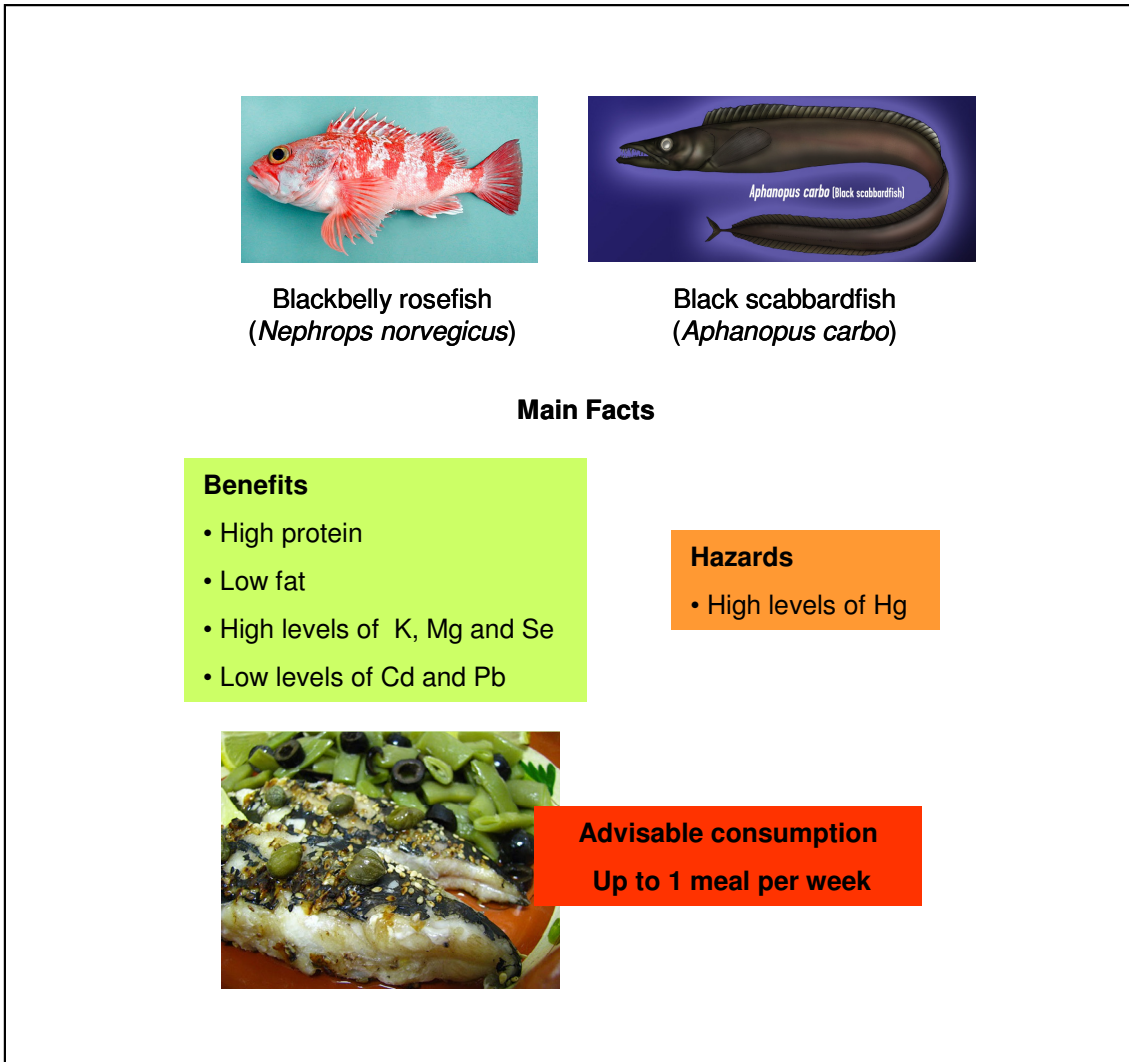 Aphanopus carbo (Black scabbardfish)
Blackbelly rosefish
(Nephrops norvegicus)
Black scabbardfish
(Aphanopus carbo)
Main Facts
Benefits
• High protein
• Low fat
• High levels of K, Mg and Se
• Low levels of Cd and Pb
Hazards
• High levels of Hg
Advisable consumption
Up to 1 meal per week